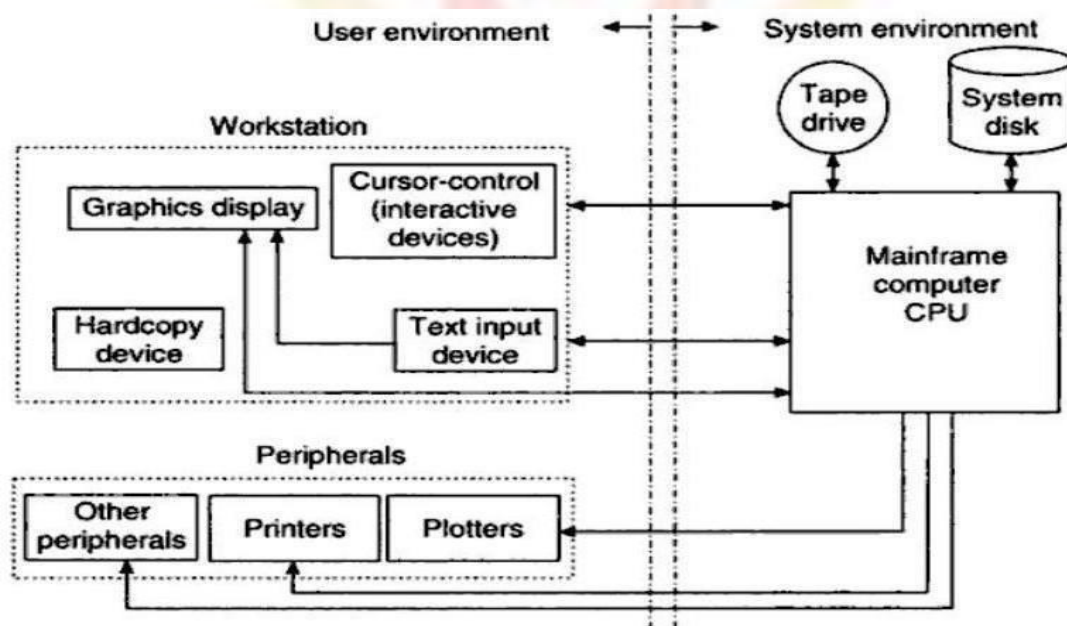 User environment
System environment
Tape
drive
System
disk
Workstation
Graphics display
Cursor-control
(interactive
devices)
Mainframe
computer
CPU
Hardcopy
device
Text input
device
Peripherals
Other
peripherals
Printers
Plotters